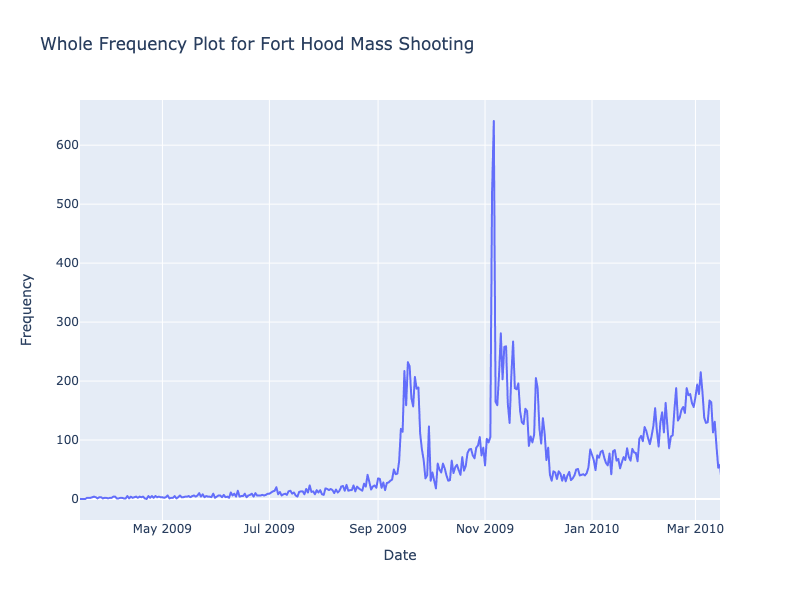 Whole Frequency Plot for Fort Hood Mass Shooting
600
500
400
300
200
100
0
Frequency
May 2009
Jul 2009
Sep 2009
Nov 2009
Jan 2010
Mar 2010
Date